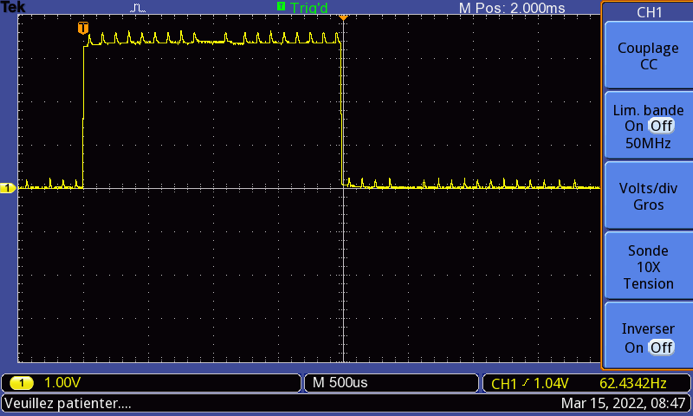 Tek
T Trig'd
M Pos: 2.000ms
CH1
T
Couplage
CC
Lim. bande
On Off
50MHz
1
Volts/div
Gros
Sonde
10X
Tension
Inverser
On Off
1 1.00V
M 500us
CH1 1.04V 62.4342Hz
Veuillez patienter....
Mar 15, 2022, 08:47